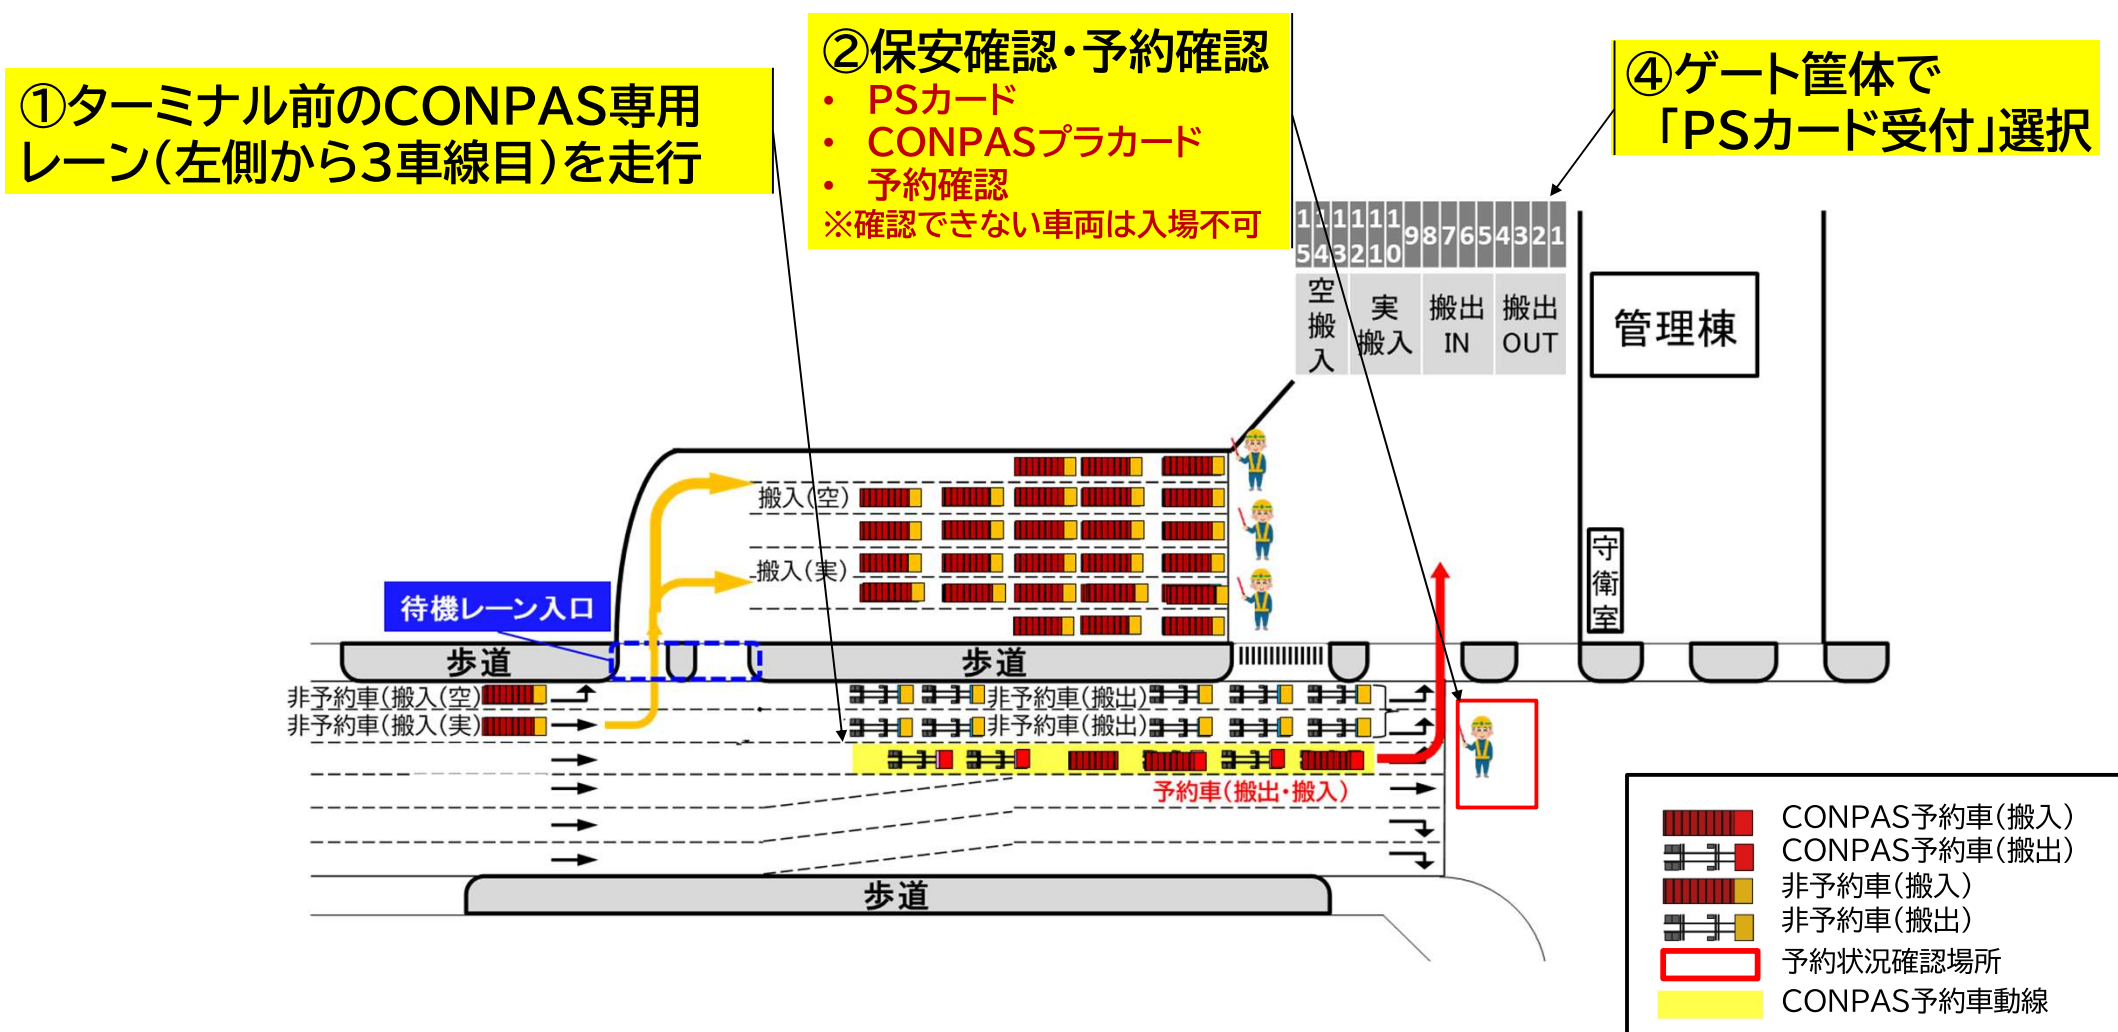 ①ターミナル前のCONPAS専用
レーン(左側から3車線目)を走行
②保安確認・予約確認
• PSカード
• CONPASプラカード
• 予約確認
※確認できない車両は入場不可
④ゲート筐体で
「PSカード受付」選択
15 14 13 12 11 10 9 8 7 6 5 4 3 2 1
空搬入
実搬入
搬出IN
搬出OUT
管理棟
搬入(空)
搬入(実)
守衛室
待機レーン入口
歩道
歩道
非予約車(搬入(空)
非予約車(搬出)
非予約車(搬入(実)
非予約車(搬出)
予約車(搬出・搬入)
歩道
CONPAS予約車(搬入)
CONPAS予約車(搬出)
非予約車(搬入)
非予約車(搬出)
予約状況確認場所
CONPAS予約車動線